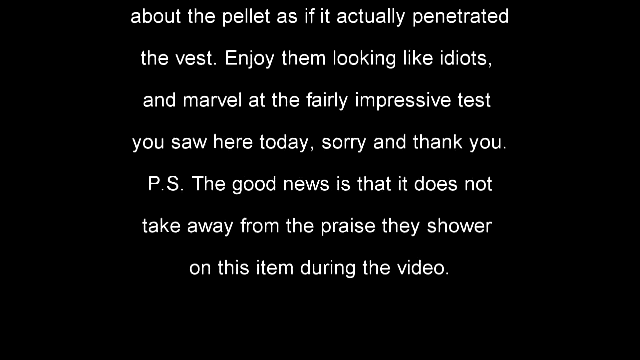 about the pellet as if it actually penetrated
the vest. Enjoy them looking like idiots,
and marvel at the fairly impressive test
you saw here today, sorry and thank you.
P.S. The good news is that it does not
take away from the praise they shower
on this item during the video.